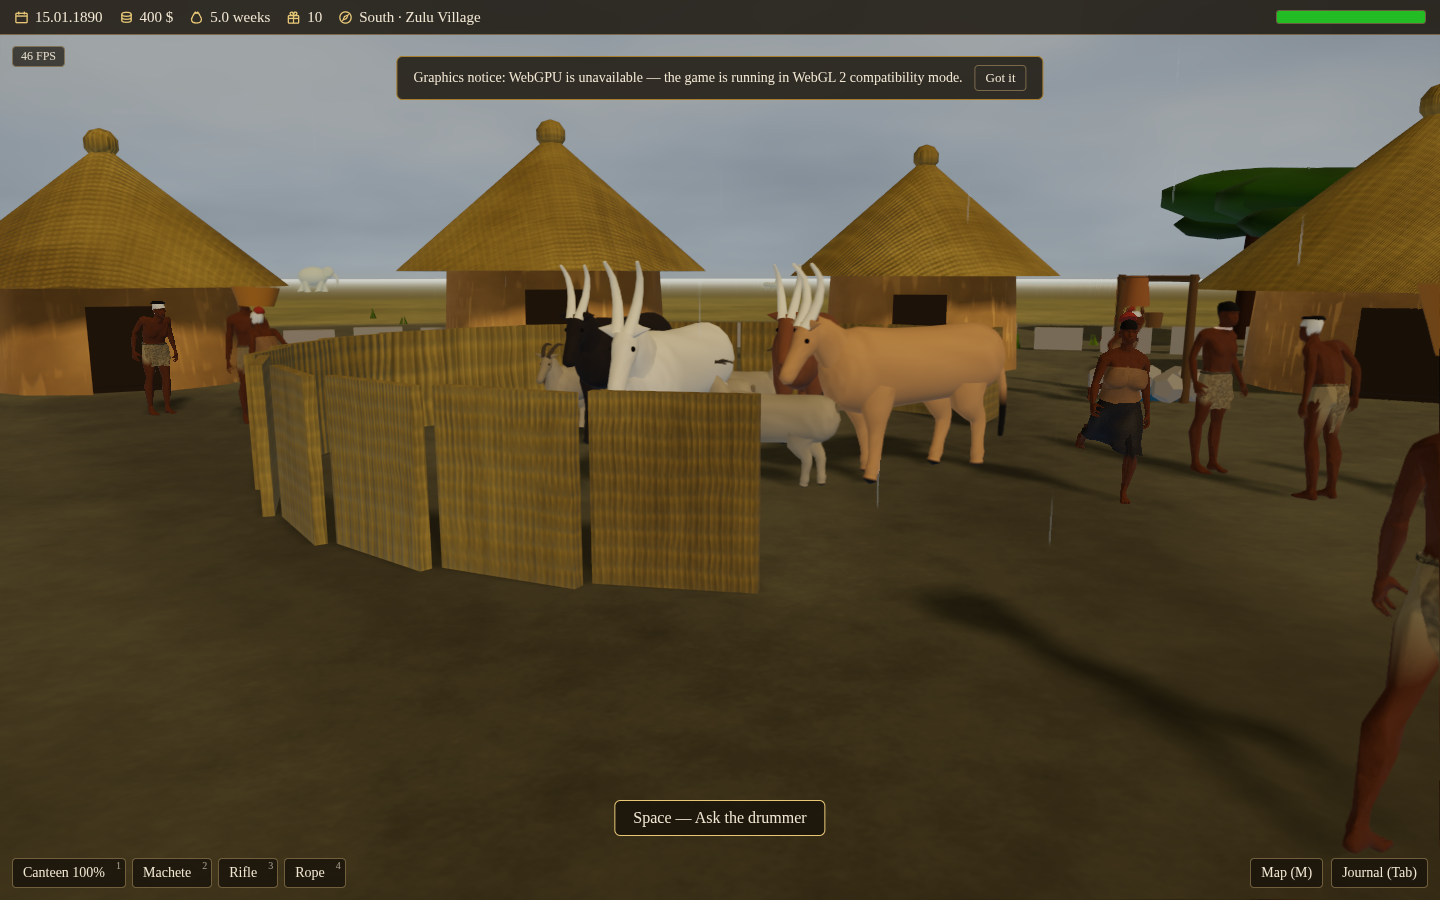 15.01.1890 400 $ 5.0 weeks 10 South · Zulu Village
46 FPS
Graphics notice: WebGPU is unavailable — the game is running in WebGL 2 compatibility mode. Got it
Space — Ask the drummer
Canteen 100% 1 Machete 2 Rifle 3 Rope 4 Map (M) Journal (Tab)